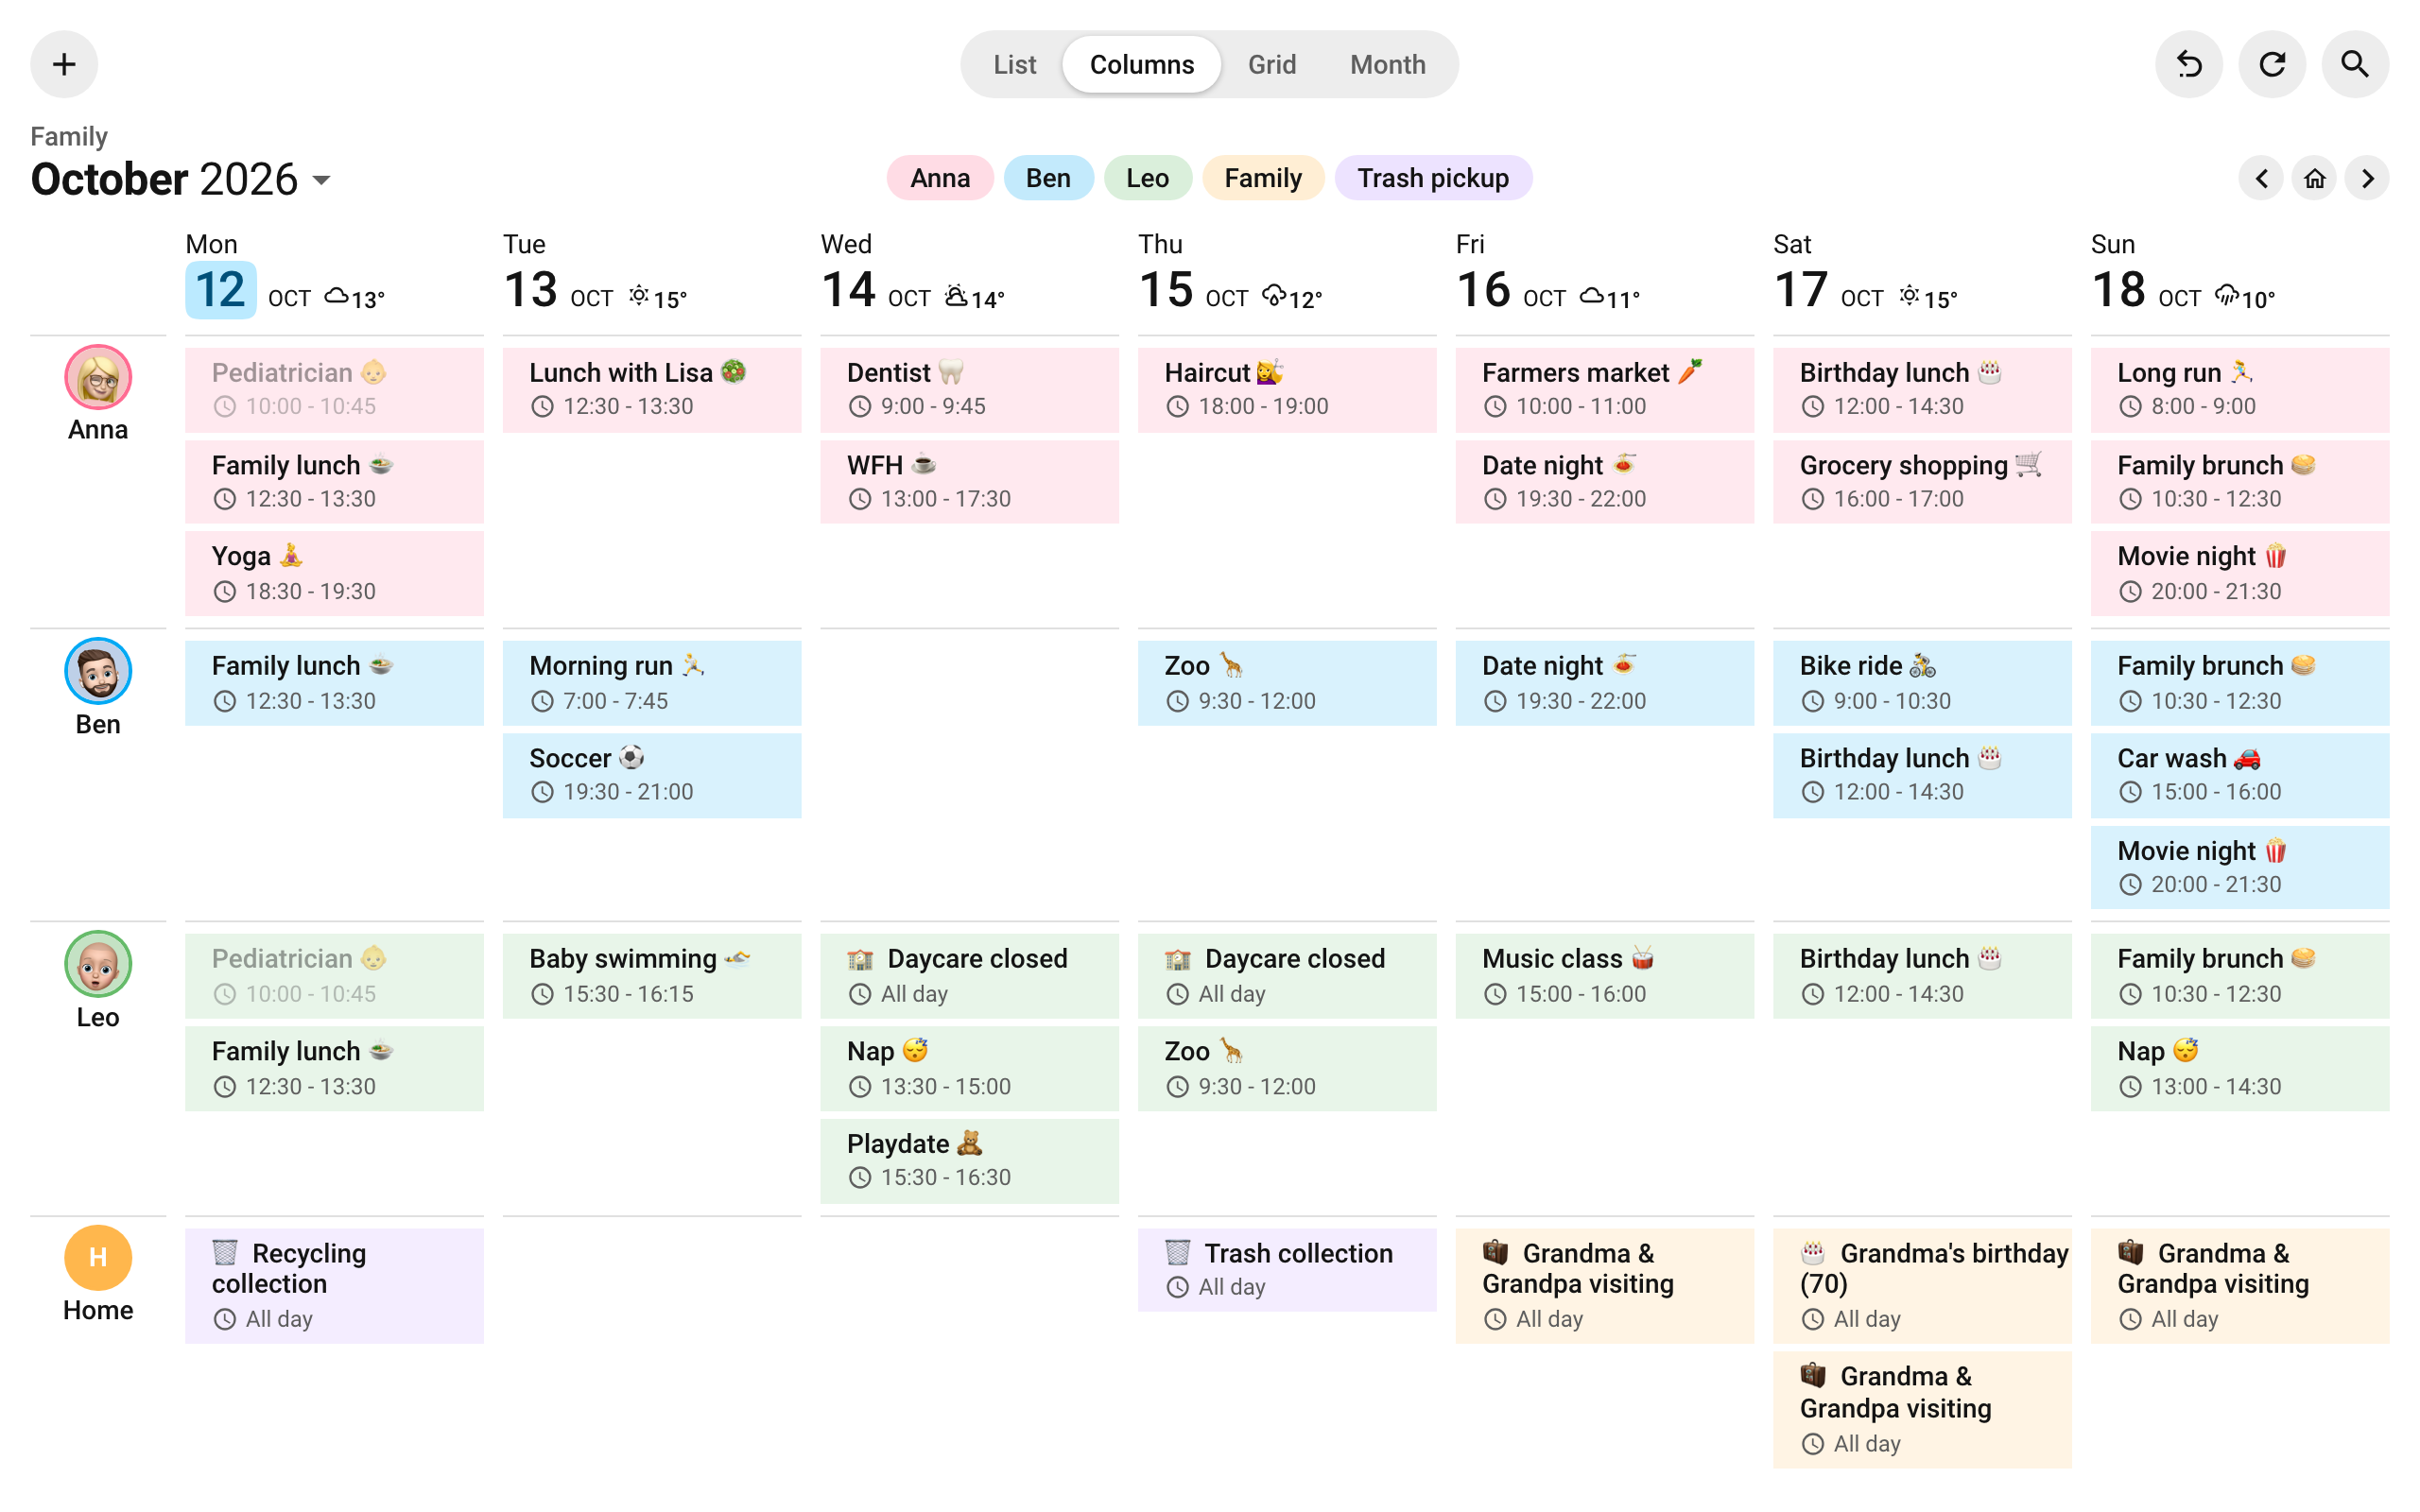 List Columns Grid Month
Family
October 2026
Anna Ben Leo Family Trash pickup
Mon Tue Wed Thu Fri Sat Sun
12 OCT 13° 13 OCT 15° 14 OCT 14° 15 OCT 12° 16 OCT 11° 17 OCT 15° 18 OCT 10°
Anna
Pediatrician
10:00 - 10:45
Family lunch
12:30 - 13:30
Yoga
18:30 - 19:30
Lunch with Lisa
12:30 - 13:30
Dentist
9:00 - 9:45
WFH
13:00 - 17:30
Haircut
18:00 - 19:00
Farmers market
10:00 - 11:00
Date night
19:30 - 22:00
Birthday lunch
12:00 - 14:30
Grocery shopping
16:00 - 17:00
Long run
8:00 - 9:00
Family brunch
10:30 - 12:30
Movie night
20:00 - 21:30
Ben
Family lunch
12:30 - 13:30
Morning run
7:00 - 7:45
Soccer
19:30 - 21:00
Zoo
9:30 - 12:00
Date night
19:30 - 22:00
Bike ride
9:00 - 10:30
Birthday lunch
12:00 - 14:30
Family brunch
10:30 - 12:30
Car wash
15:00 - 16:00
Movie night
20:00 - 21:30
Leo
Pediatrician
10:00 - 10:45
Family lunch
12:30 - 13:30
Baby swimming
15:30 - 16:15
Daycare closed
All day
Nap
13:30 - 15:00
Playdate
15:30 - 16:30
Daycare closed
All day
Zoo
9:30 - 12:00
Music class
15:00 - 16:00
Birthday lunch
12:00 - 14:30
Family brunch
10:30 - 12:30
Nap
13:00 - 14:30
H
Home
Recycling
collection
All day
Trash collection
All day
Grandma &
Grandpa visiting
All day
Grandma's birthday
(70)
All day
Grandma &
Grandpa visiting
All day
Grandma &
Grandpa visiting
All day